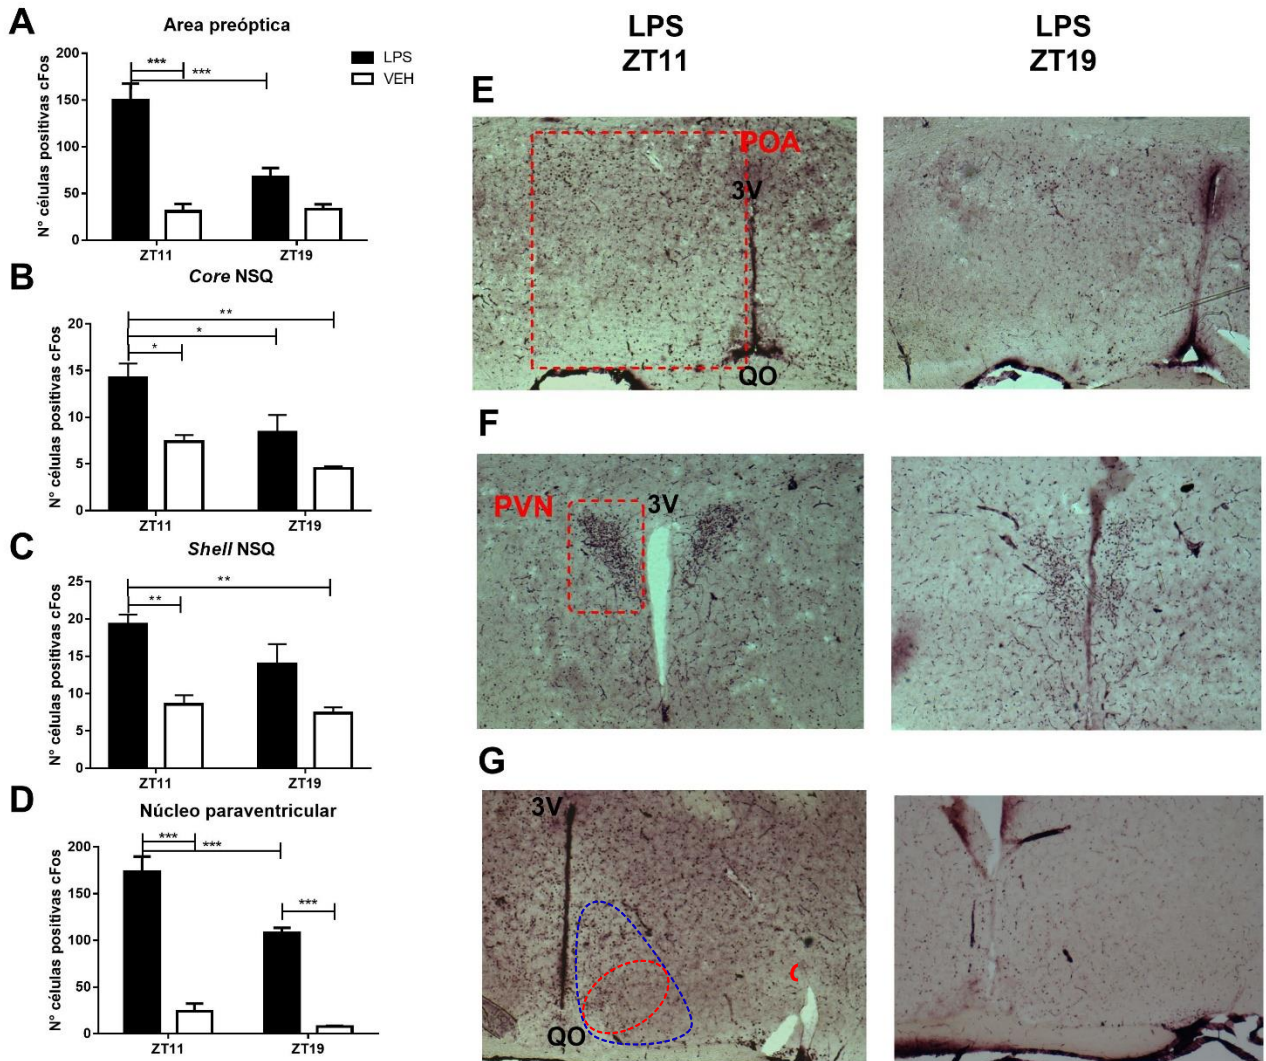 A
Area preóptica
LPS
VEH
N° células positivas cFos
200
150
100
50
0
***
***
ZT11
ZT19
B
Core NSQ
N° células positivas cFos
20
15
10
5
0
**
*
*
ZT11
ZT19
C
Shell NSQ
N° células positivas cFos
25
20
15
10
5
0
**
**
ZT11
ZT19
D
Núcleo paraventricular
N° células positivas cFos
200
150
100
50
0
***
***
***
ZT11
ZT19
LPS
ZT11
LPS
ZT19
E
POA
3V
QO
F
PVN
3V
G
3V
QO